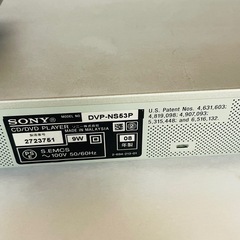 SONY MODEL NO. DVP-NS53P
CD/DVD PLAYER
MADE IN MALAYSIA
2723751
9W
08
年製
S.EMCS
~100V 50/60Hz
U.S. Patent Nos. 4,631,603;
4,819,098; 4,907,093;
5,315,448; and 6,516,132.